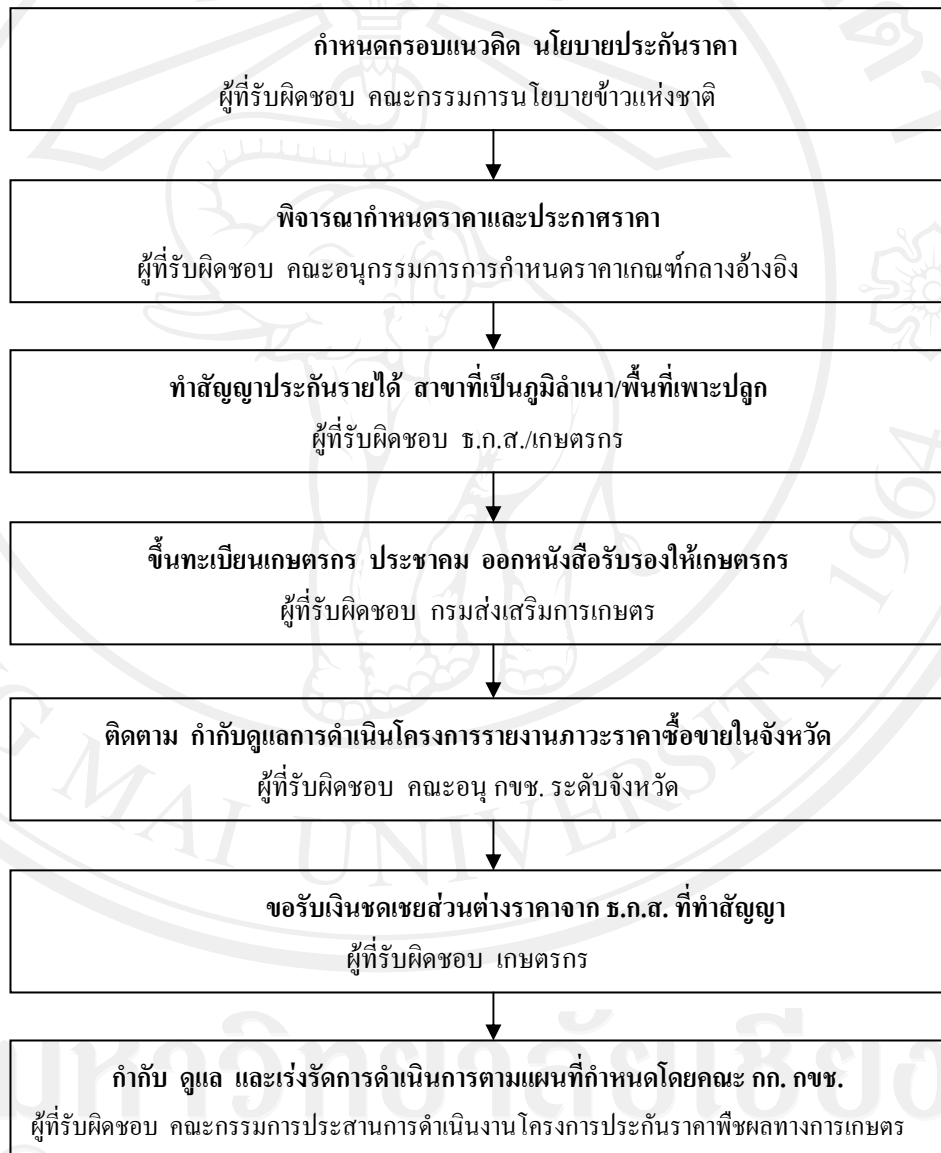 กำหนดกรอบแนวคิด นโยบายประกันราคา
ผู้ที่รับผิดชอบ คณะกรรมการนโยบายข้าวแห่งชาติ
พิจารณากำหนดราคาและประกาศราคา
ผู้ที่รับผิดชอบ คณะอนุกรรมการการกำหนดราคาเกณฑ์กลางอ้างอิง
ทำสัญญาประกันรายได้ สาขาที่เป็นภูมิลำเนา/พื้นที่เพาะปลูก
ผู้ที่รับผิดชอบ ธ.ก.ส./เกษตรกร
ขึ้นทะเบียนเกษตรกร ประชาคม ออกหนังสือรับรองให้เกษตรกร
ผู้ที่รับผิดชอบ กรมส่งเสริมการเกษตร
ติดตาม กำกับดูแลการดำเนินโครงการรายงานภาวะราคาซื้อขายในจังหวัด
ผู้ที่รับผิดชอบ คณะอนุ กขช. ระดับจังหวัด
ขอรับเงินชดเชยส่วนต่างราคาจาก ธ.ก.ส. ที่ทำสัญญา
ผู้ที่รับผิดชอบ เกษตรกร
กำกับ ดูแล และเร่งรัดการดำเนินการตามแผนที่กำหนดโดยคณะ กก. กขช.
ผู้ที่รับผิดชอบ คณะกรรมการประสานการดำเนินงานโครงการประกันราคาพืชผลทางการเกษตร
MAI UNIVERSITY 1964
มหาวิทยาลัยเชียง